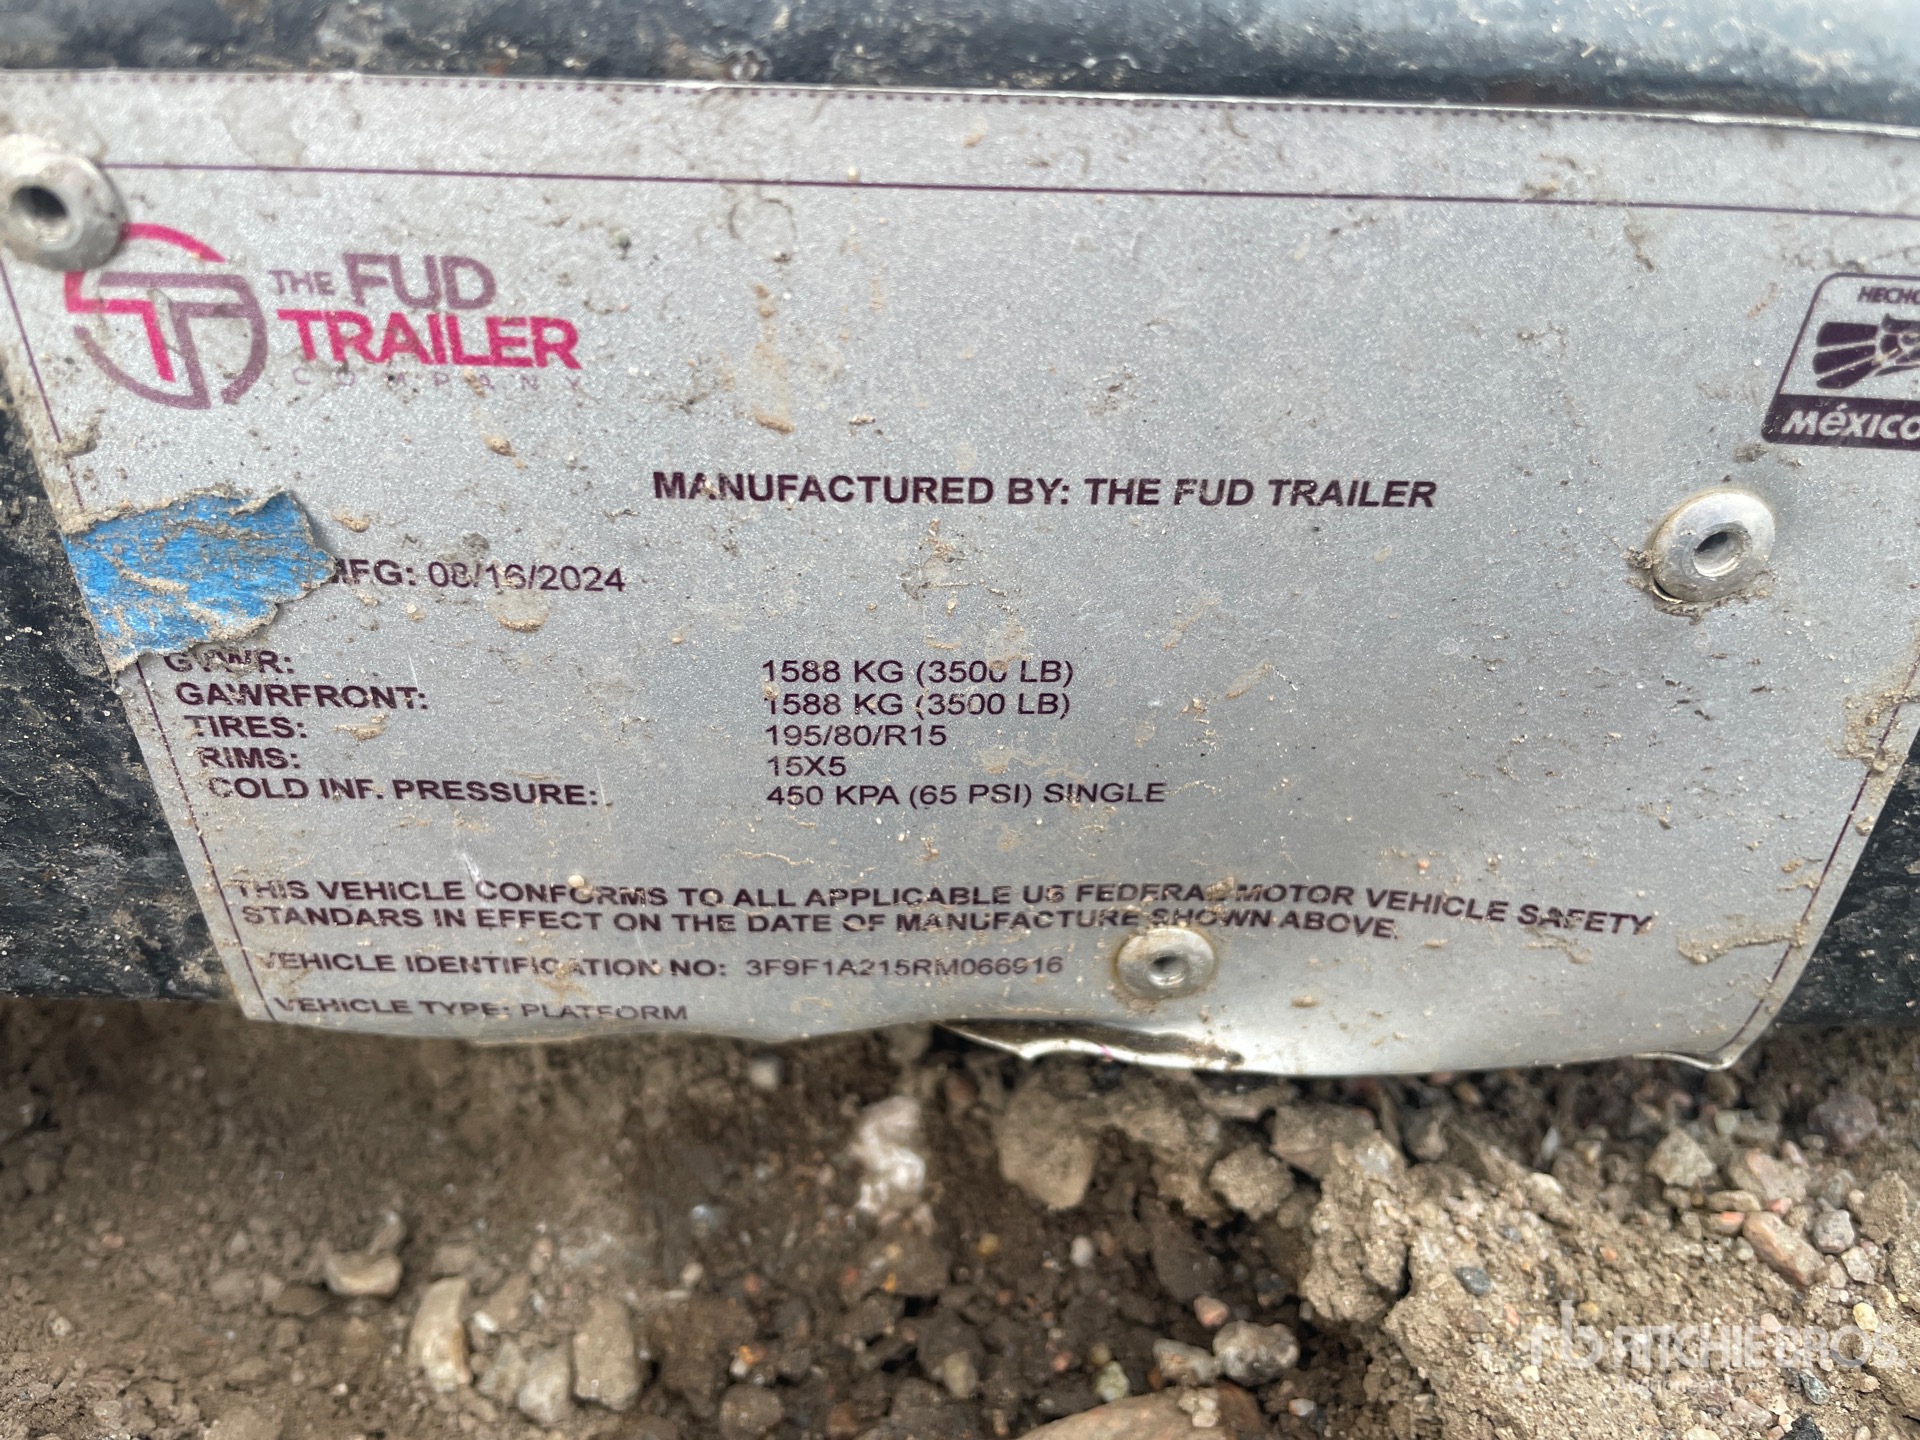 THE FUD
TRAILER
COMPANY
HECHO
MéXICO
MANUFACTURED BY: THE FUD TRAILER
MFG: 08/16/2024
GVWR: 1588 KG (3500 LB)
GAWRFRONT: 1588 KG (3500 LB)
TIRES: 195/80/R15
RIMS: 15X5
COLD INF. PRESSURE: 450 KPA (65 PSI) SINGLE
THIS VEHICLE CONFORMS TO ALL APPLICABLE US FEDERAL MOTOR VEHICLE SAFETY
STANDARS IN EFFECT ON THE DATE OF MANUFACTURE SHOWN ABOVE.
VEHICLE IDENTIFICATION NO: 3F9F1A215RM066916
VEHICLE TYPE: PLATFORM
rb RITCHIE BROS.
Auctioneers